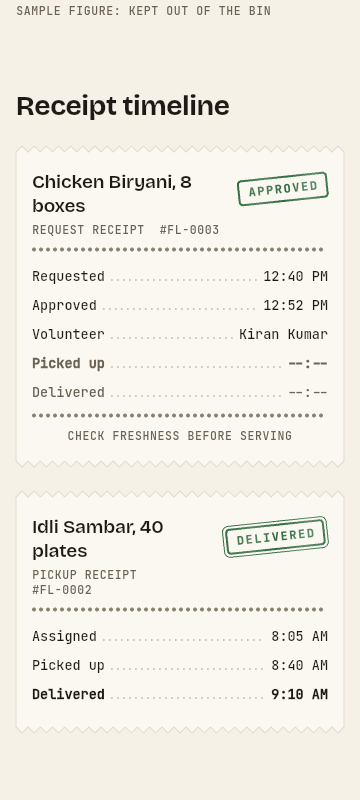 SAMPLE FIGURE: KEPT OUT OF THE BIN
Receipt timeline
Chicken Biryani, 8
boxes
APPROVED
REQUEST RECEIPT #FL-0003
Requested 12:40 PM
Approved 12:52 PM
Volunteer Kiran Kumar
Picked up --:--
Delivered --:--
CHECK FRESHNESS BEFORE SERVING
Idli Sambar, 40
plates
DELIVERED
PICKUP RECEIPT
#FL-0002
Assigned 8:05 AM
Picked up 8:40 AM
Delivered 9:10 AM